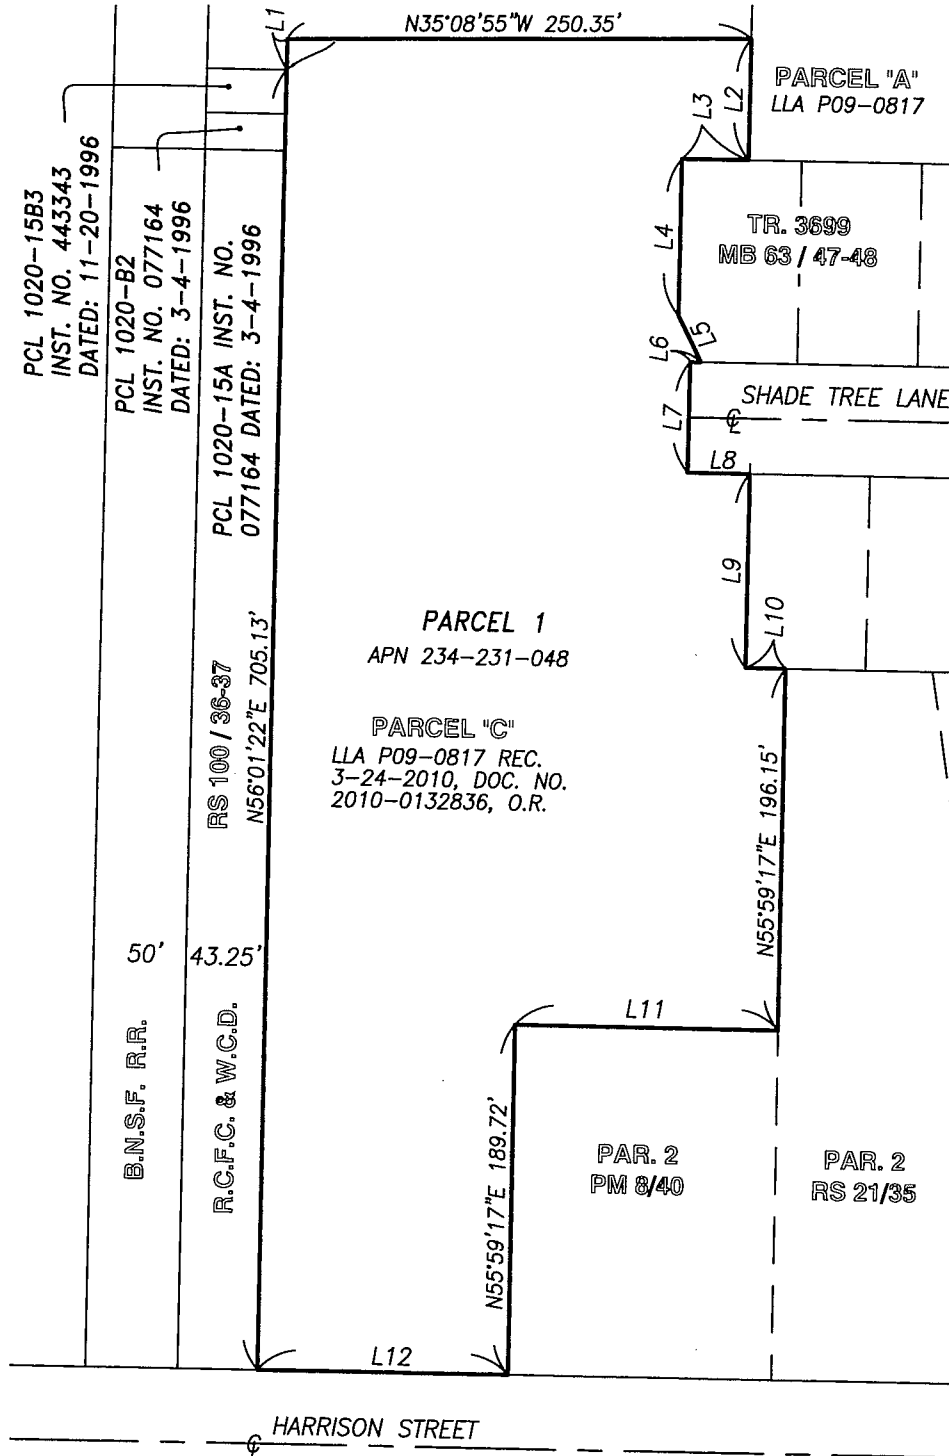 N35°08'55"W 250.35'
L1
L2
L3
PARCEL "A"
LLA P09-0817
PCL 1020-15B3
INST. NO. 443343
DATED: 11-20-1996
PCL 1020-B2
INST. NO. 077164
DATED: 3-4-1996
PCL 1020-15A INST. NO.
077164 DATED: 3-4-1996
L4
TR. 3699
MB 63 / 47-48
L5
L6
L7
SHADE TREE LANE
℄
L8
L9
L10
PARCEL 1
APN 234-231-048
PARCEL "C"
LLA P09-0817 REC.
3-24-2010, DOC. NO.
2010-0132836, O.R.
RS 100 / 36-37
N56°01'22"E 705.13'
N55°59'17"E 196.15'
50'
43.25'
B.N.S.F. R.R.
R.C.F.C. & W.C.D.
L11
N55°59'17"E 189.72'
PAR. 2
PM 8/40
PAR. 2
RS 21/35
L12
HARRISON STREET
℄